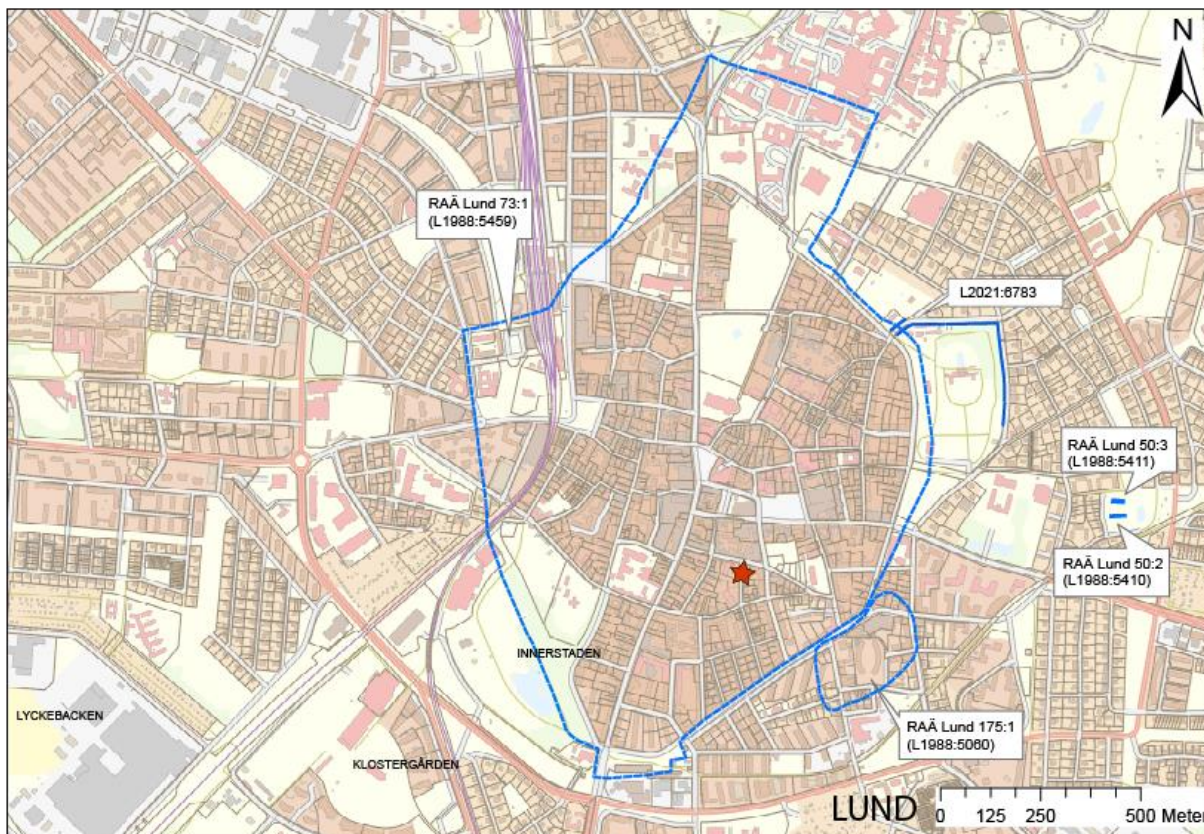 N
RAÄ Lund 73:1
(L1988:5459)
L2021:6783
RAÄ Lund 50:3
(L1988:5411)
RAÄ Lund 50:2
(L1988:5410)
INNERSTADEN
LYCKEBACKEN
RAÄ Lund 175:1
(L1988:5060)
KLOSTERGÅRDEN
LUND
0 125 250 500 Meter